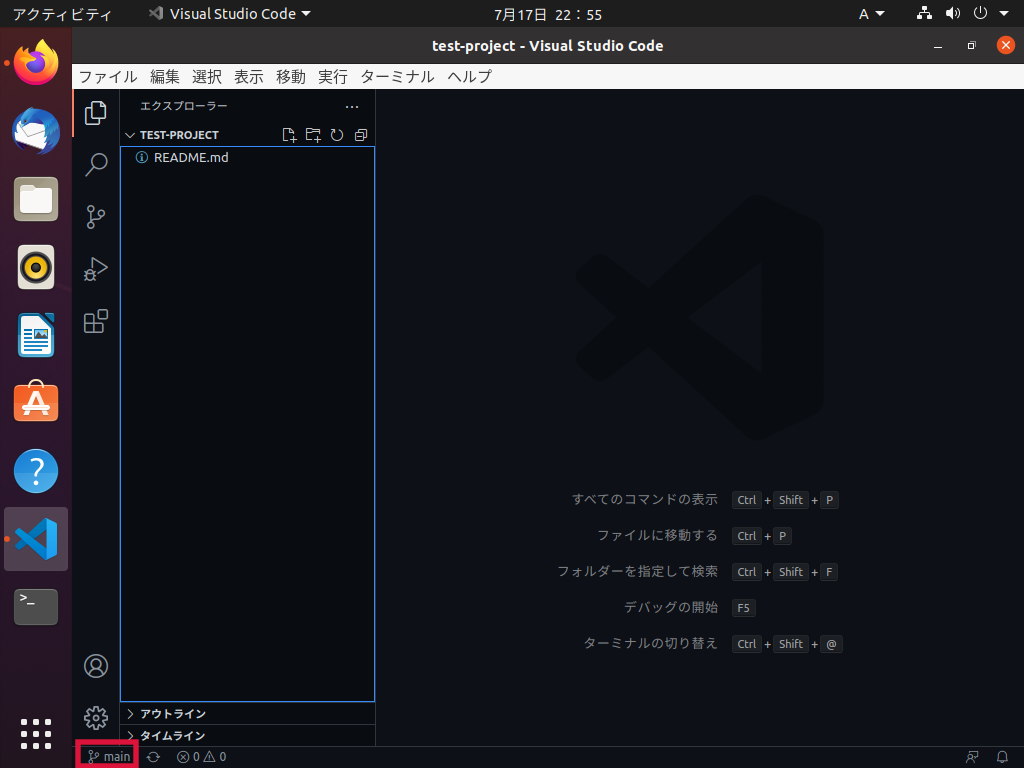 アクティビティ Visual Studio Code 7月17日 22：55 A
test-project - Visual Studio Code
ファイル 編集 選択 表示 移動 実行 ターミナル ヘルプ
エクスプローラー ...
TEST-PROJECT
README.md
すべてのコマンドの表示 Ctrl + Shift + P
ファイルに移動する Ctrl + P
フォルダーを指定して検索 Ctrl + Shift + F
デバッグの開始 F5
ターミナルの切り替え Ctrl + Shift + @
アウトライン
タイムライン
main 0 0